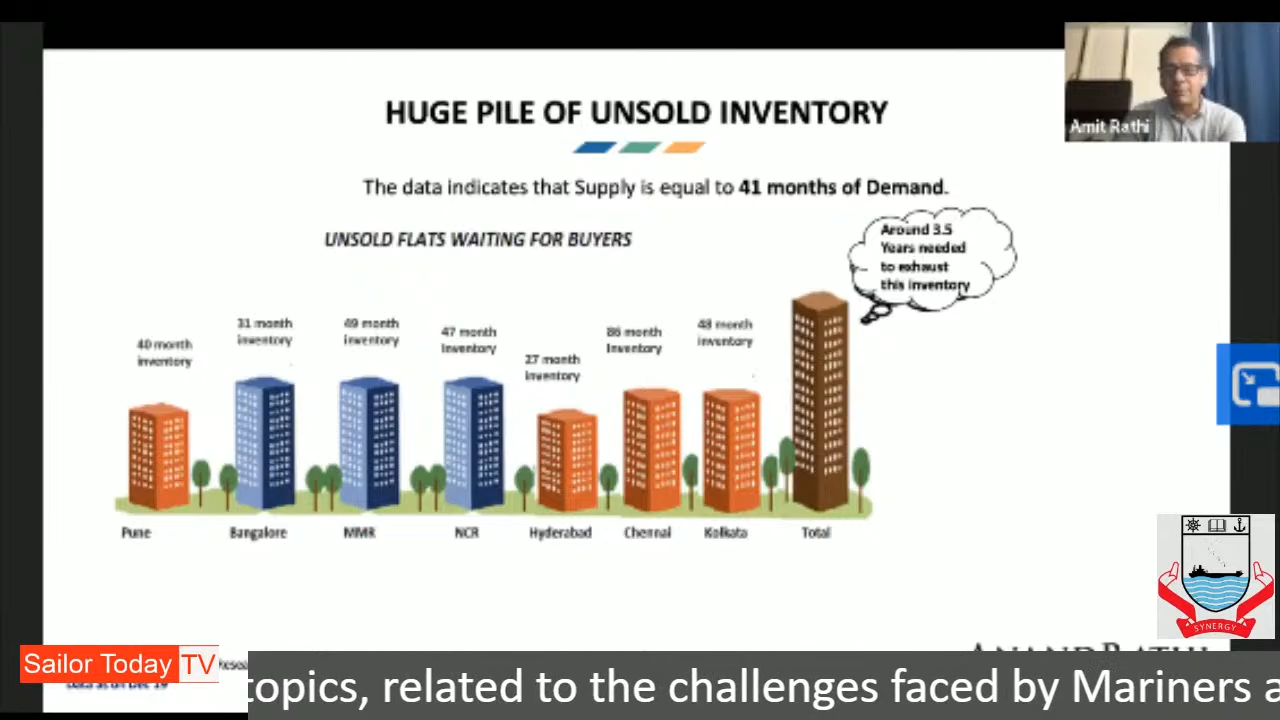 HUGE PILE OF UNSOLD INVENTORY
Amit Rathi
The data indicates that Supply is equal to 41 months of Demand.
UNSOLD FLATS WAITING FOR BUYERS
Around 3.5
Years needed
to exhaust
this inventory
40 month
inventory
31 month
inventory
49 month
inventory
47 month
Inventory
27 month
inventory
86 month
Inventory
48 month
inventory
Pune
Bangalore
MMR
NCR
Hyderabad
Chennai
Kolkata
Total
SYNERGY
ANAND RATHI
Sailor Today TV
topics, related to the challenges faced by Mariners a